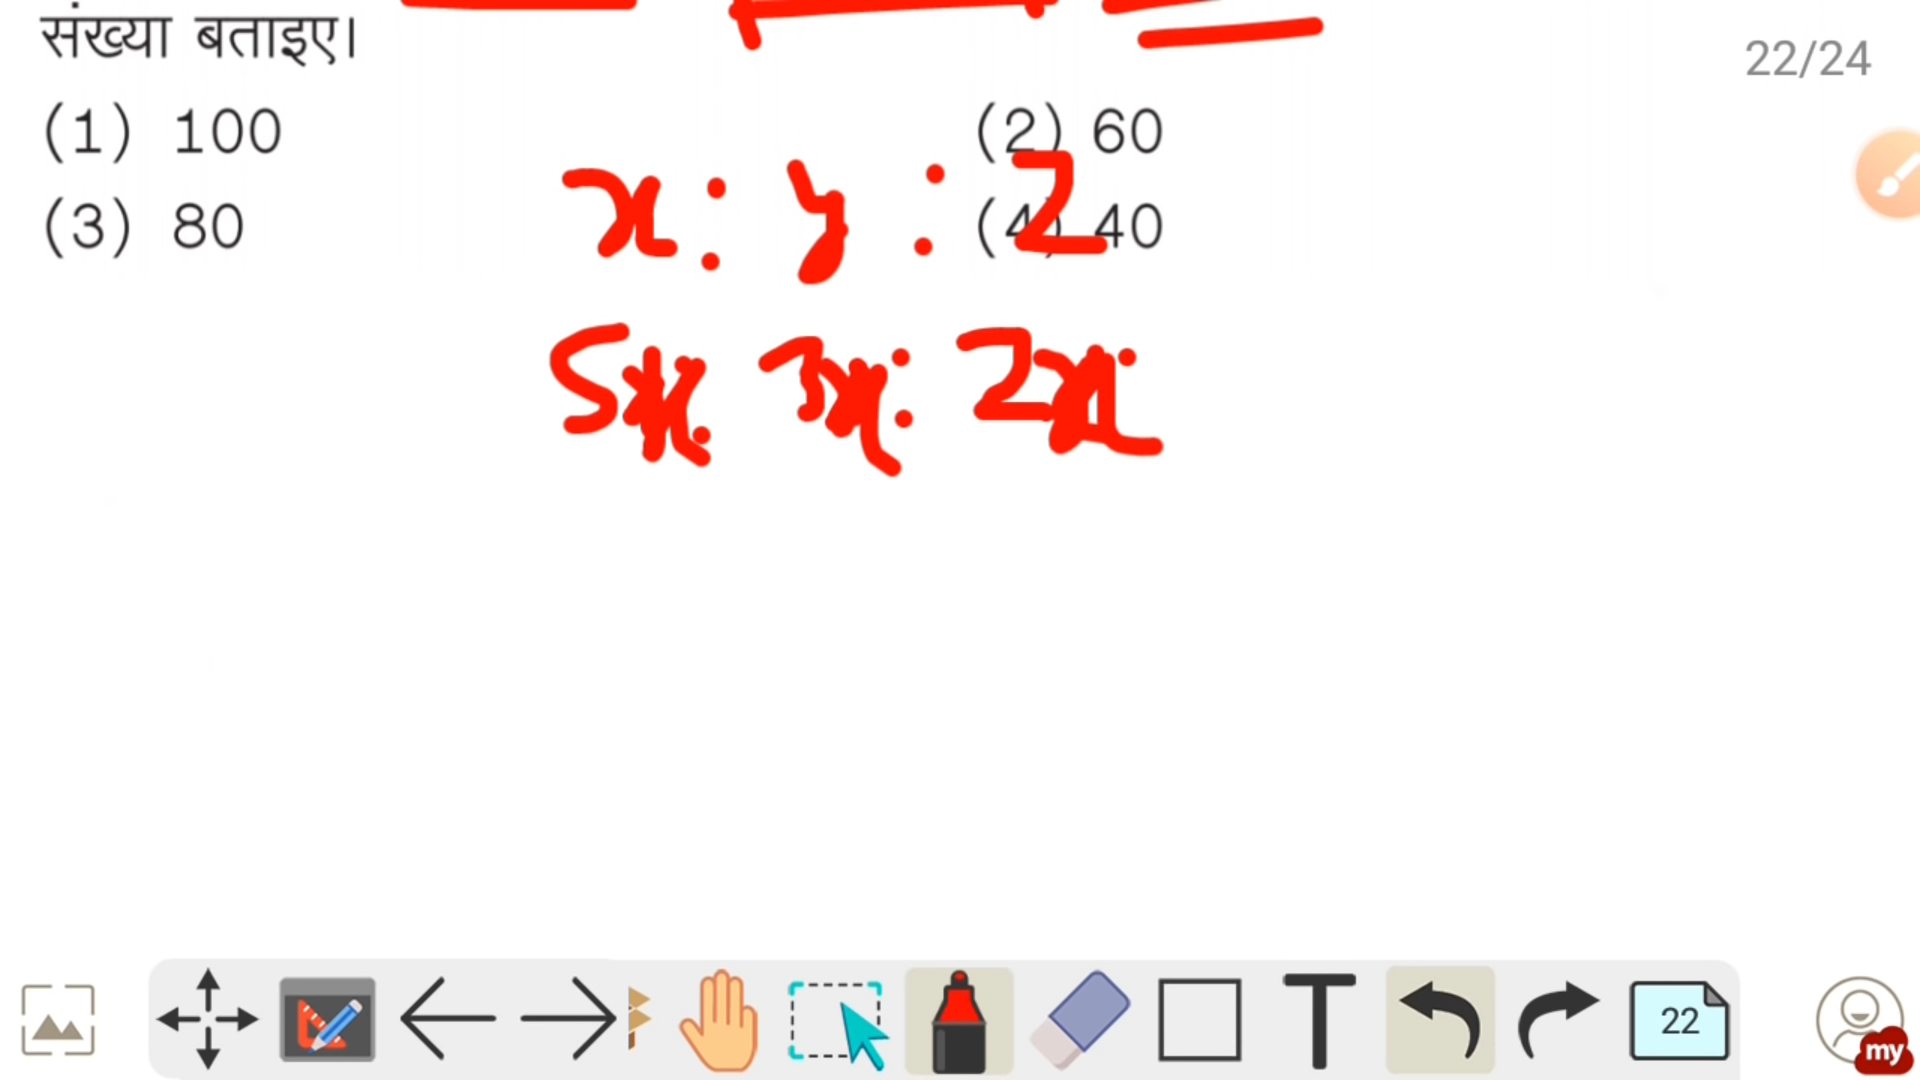 संख्या बताइए।
22/24
(1) 100 (2) 60
(3) 80 (4) 40
x : y : z
5x : 3x : 2x
22
my